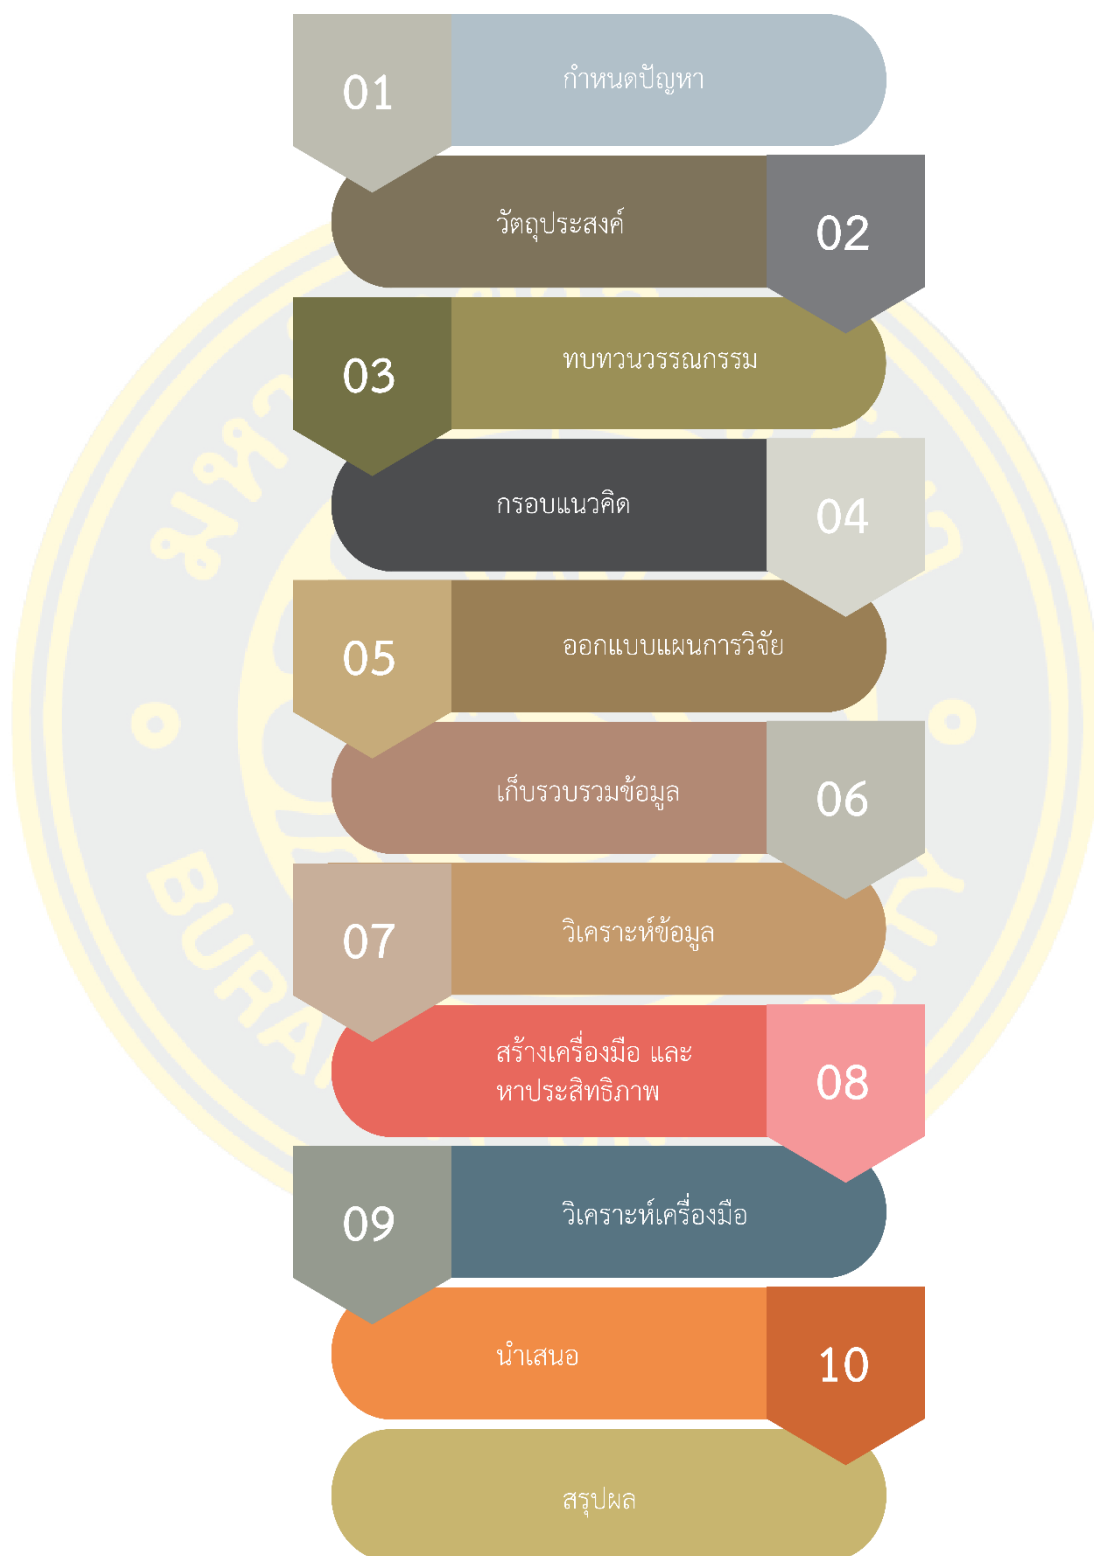 01
กำหนดปัญหา
วัตถุประสงค์
02
03
ทบทวนวรรณกรรม
กรอบแนวคิด
04
05
ออกแบบแผนการวิจัย
เก็บรวบรวมข้อมูล
06
07
วิเคราะห์ข้อมูล
สร้างเครื่องมือ และ
หาประสิทธิภาพ
08
09
วิเคราะห์เครื่องมือ
นำเสนอ
10
สรุปผล